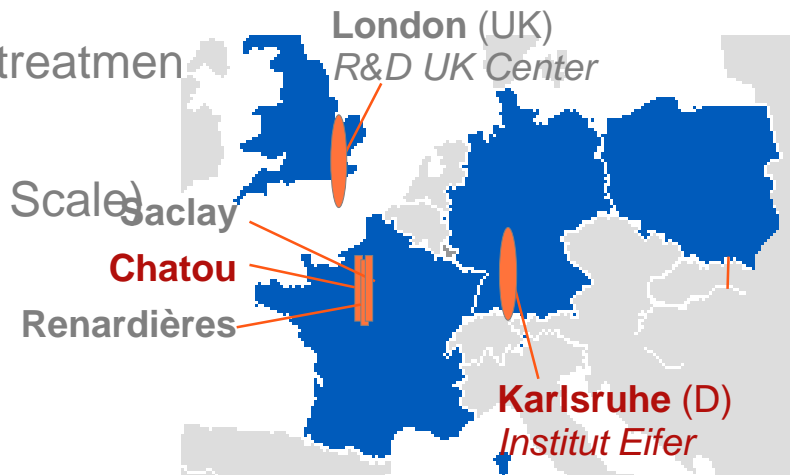 London (UK)
treatmen
R&D UK Center
Scale)
Saclay
Chatou
Renardières
Karlsruhe (D)
Institut Eifer